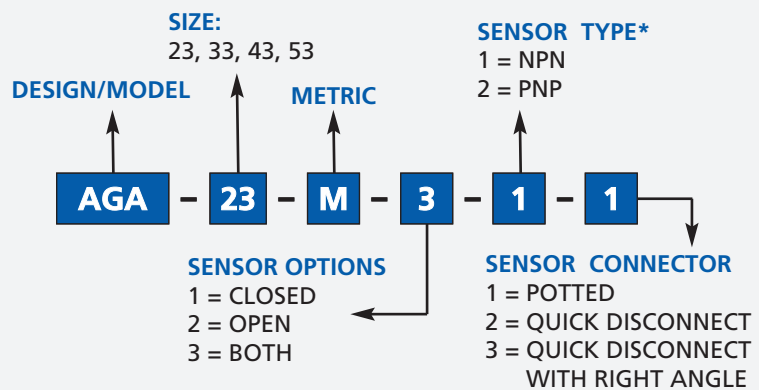 SIZE:
23, 33, 43, 53
SENSOR TYPE*
1 = NPN
2 = PNP
DESIGN/MODEL
METRIC
AGA - 23 - M - 3 - 1 - 1
SENSOR OPTIONS
1 = CLOSED
2 = OPEN
3 = BOTH
SENSOR CONNECTOR
1 = POTTED
2 = QUICK DISCONNECT
3 = QUICK DISCONNECT
WITH RIGHT ANGLE